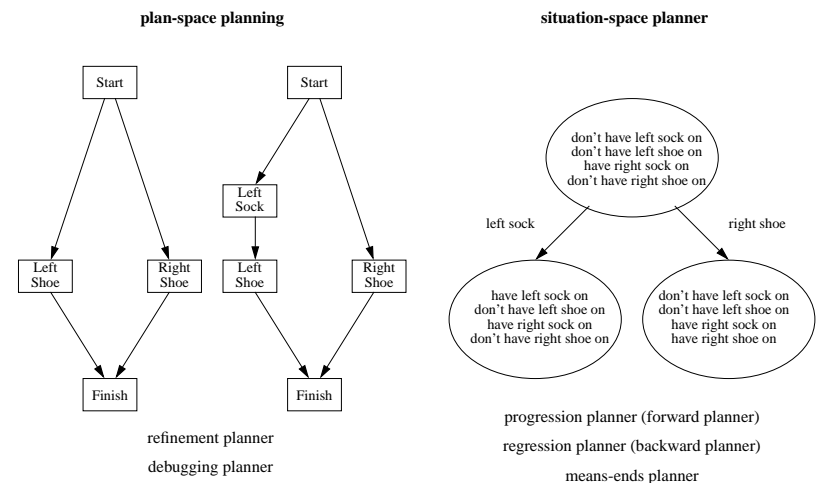 plan-space planning
Start
Left
Shoe
Right
Shoe
Finish
Start
Left
Sock
Left
Shoe
Right
Shoe
Finish
refinement planner
debugging planner
situation-space planner
don't have left sock on
don't have left shoe on
have right sock on
don't have right shoe on
left sock
right shoe
have left sock on
don't have left shoe on
have right sock on
don't have right shoe on
don't have left sock on
don't have left shoe on
have right sock on
have right shoe on
progression planner (forward planner)
regression planner (backward planner)
means-ends planner